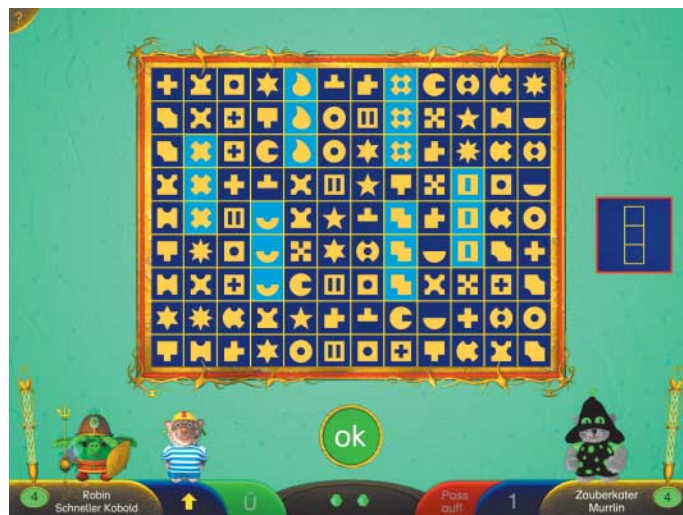 ?
ok
4
Robin
Schneller Kobold
Ü
Pass
auf!
1
Zauberkater
Murrlin
4